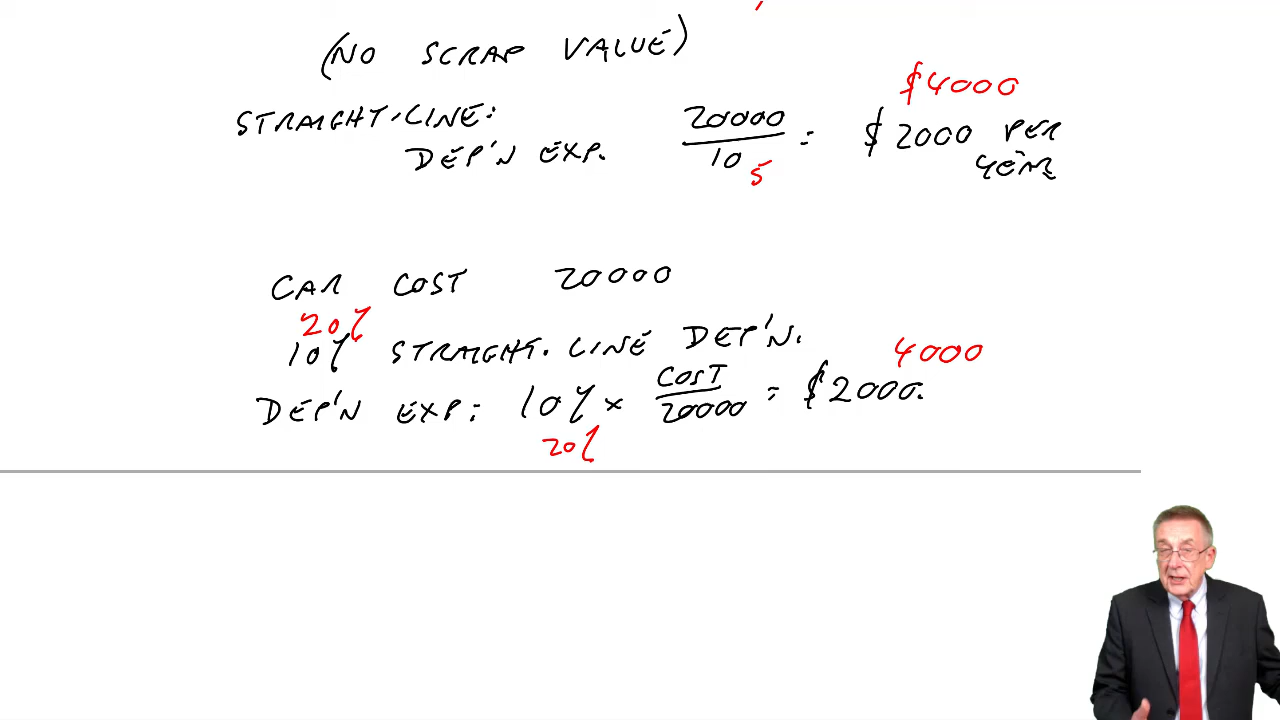 (NO SCRAP VALUE)
$4000
STRAIGHT-LINE:
DEP'N EXP. 20000 / 10 = $2000 PER YEAR
5
CAR COST 20000
20%
10% STRAIGHT-LINE DEP'N.
4000
DEP'N EXP: 10% × COST / 20000 = $2000.
20%